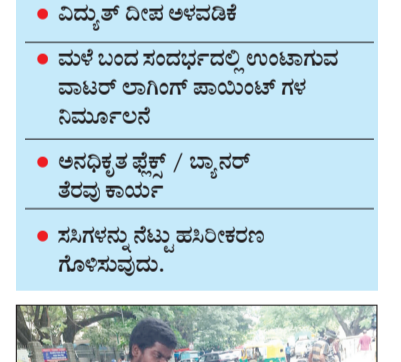 • ವಿದ್ಯುತ್ ದೀಪ ಅಳವಡಿಕೆ
• ಮಳೆ ಬಂದ ಸಂದರ್ಭದಲ್ಲಿ ಉಂಟಾಗುವ
ವಾಟರ್ ಲಾಗಿಂಗ್ ಪಾಯಿಂಟ್ ಗಳ
ನಿರ್ಮೂಲನೆ
• ಅನಧಿಕೃತ ಫ್ಲೆಕ್ಸ್ / ಬ್ಯಾನರ್
ತೆರವು ಕಾರ್ಯ
• ಸಸಿಗಳನ್ನು ನೆಟ್ಟು ಹಸಿರೀಕರಣ
ಗೊಳಿಸುವುದು.